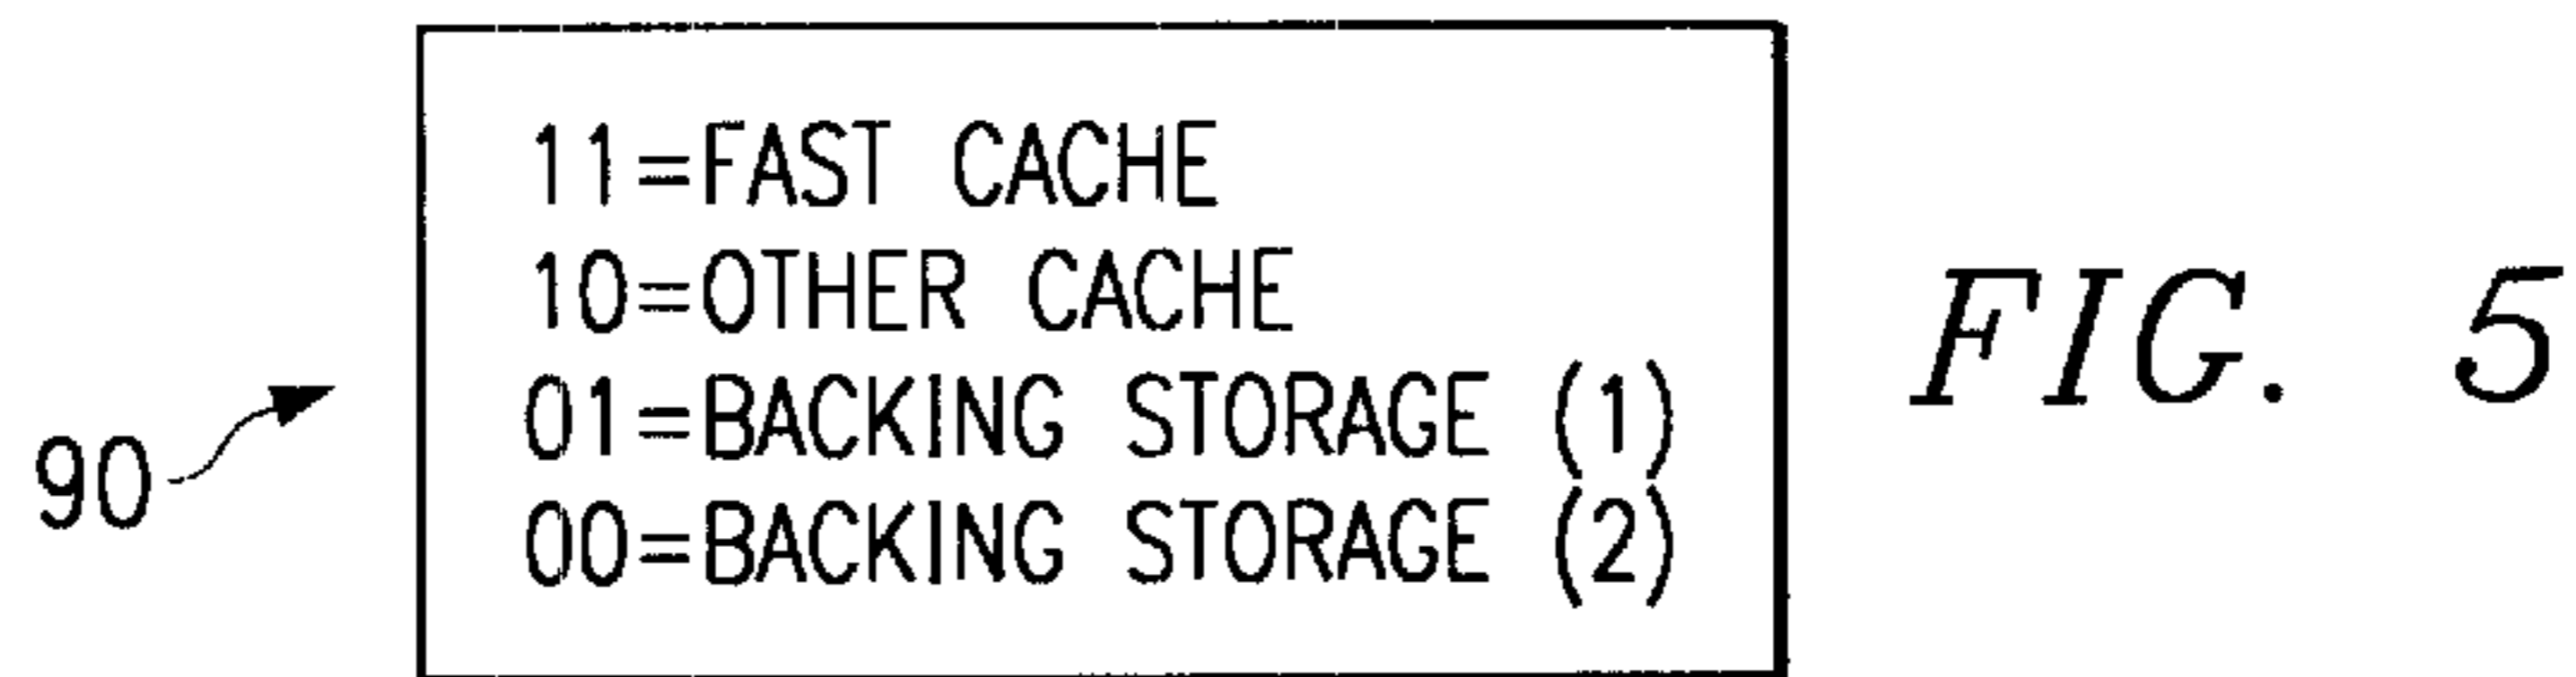 11=FAST CACHE
10=OTHER CACHE
01=BACKING STORAGE (1)
00=BACKING STORAGE (2)
90
FIG. 5